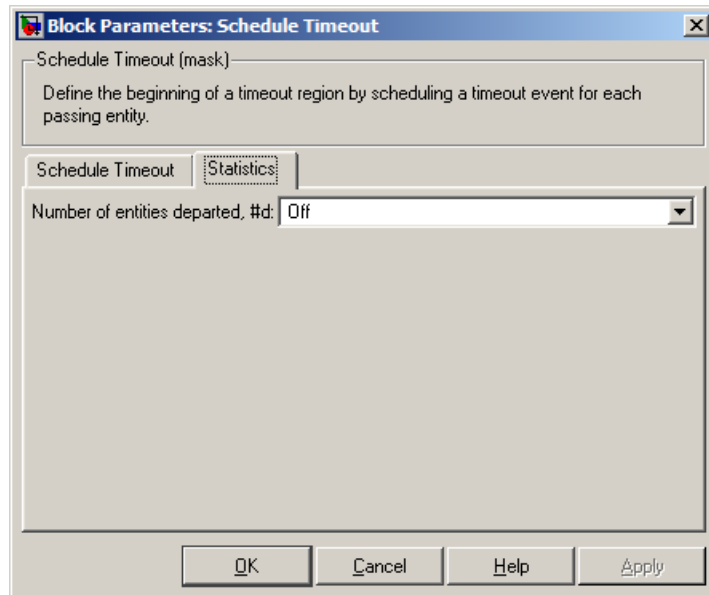 Block Parameters: Schedule Timeout
Schedule Timeout (mask)
Define the beginning of a timeout region by scheduling a timeout event for each
passing entity.
Schedule Timeout Statistics
Number of entities departed, #d: Off
OK Cancel Help Apply